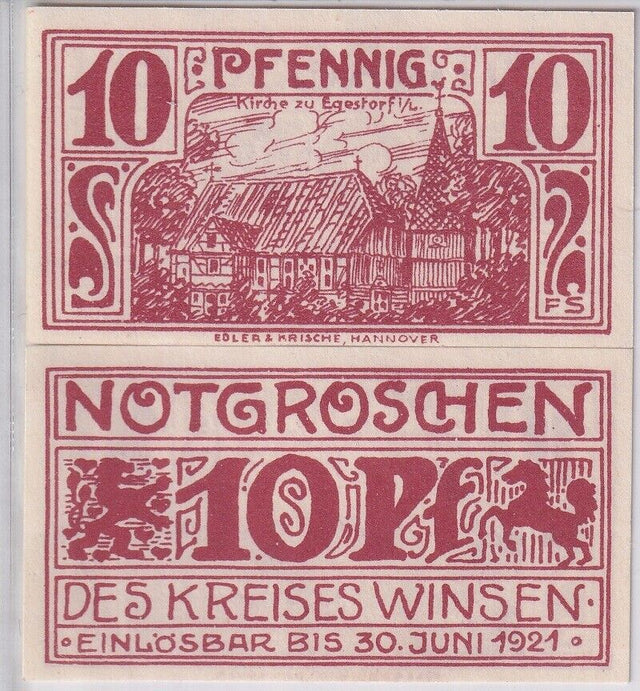 10 PFENNIG 10
Kirche zu Egestorf i/L.
FS
EDLER & KRISCHE, HANNOVER
NOTGROSCHEN
10 Pf
DES KREISES WINSEN·
∘EINLÖSBAR BIS 30. JUNI 1921∘